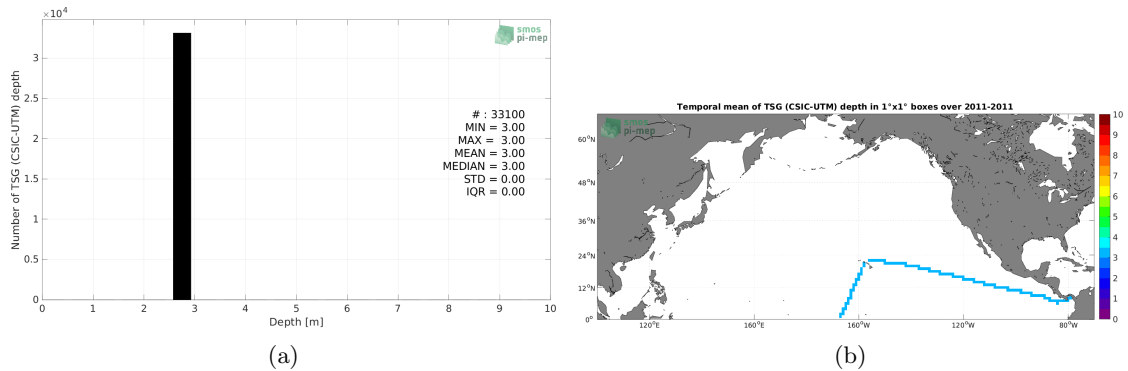 ×10⁴
smos
pi-mep
3
2.5
2
1.5
1
0.5
0
Number of TSG (CSIC-UTM) depth
# : 33100
MIN = 3.00
MAX = 3.00
MEAN = 3.00
MEDIAN = 3.00
STD = 0.00
IQR = 0.00
0 1 2 3 4 5 6 7 8 9 10
Depth [m]
(a)
Temporal mean of TSG (CSIC-UTM) depth in 1°x1° boxes over 2011-2011
smos
pi-mep
60°N
48°N
36°N
24°N
12°N
0°
120°E 160°E 160°W 120°W 80°W
10
9
8
7
6
5
4
3
2
1
0
(b)